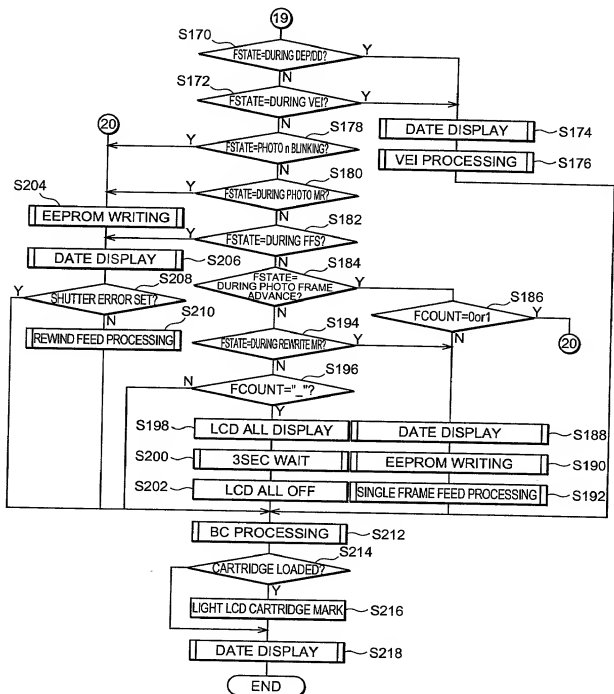 19
S170
FSTATE=DURING DEP/DD?
Y
N
S172
FSTATE=DURING VEI?
Y
N
20
S178
DATE DISPLAY
S174
Y
FSTATE=PHOTO n BLINKING?
VEI PROCESSING
S176
N
S180
S204
Y
FSTATE=DURING PHOTO MR?
EEPROM WRITING
N
S182
Y
FSTATE=DURING FFS?
DATE DISPLAY
S206
N
S184
S208
FSTATE=
DURING PHOTO FRAME
ADVANCE?
Y
SHUTTER ERROR SET?
S210
S186
FCOUNT=0or1
Y
N
N
S194
N
20
REWIND FEED PROCESSING
FSTATE=DURING REWRITE MR?
Y
N
S196
N
FCOUNT="_"?
Y
S198
LCD ALL DISPLAY
DATE DISPLAY
S188
S200
3SEC WAIT
EEPROM WRITING
S190
S202
LCD ALL OFF
SINGLE FRAME FEED PROCESSING
S192
BC PROCESSING
S212
S214
CARTRIDGE LOADED?
Y
LIGHT LCD CARTRIDGE MARK
S216
DATE DISPLAY
S218
END